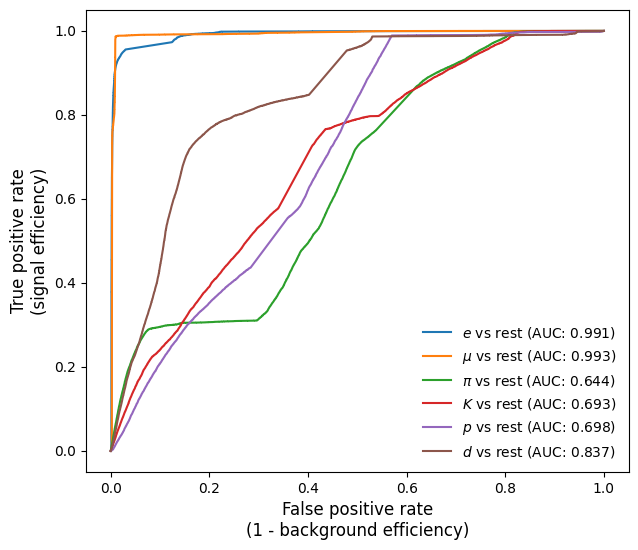 1.0
0.8
0.6
0.4
0.2
0.0
True positive rate
(signal efficiency)
e vs rest (AUC: 0.991)
μ vs rest (AUC: 0.993)
π vs rest (AUC: 0.644)
K vs rest (AUC: 0.693)
p vs rest (AUC: 0.698)
d vs rest (AUC: 0.837)
0.0 0.2 0.4 0.6 0.8 1.0
False positive rate
(1 - background efficiency)